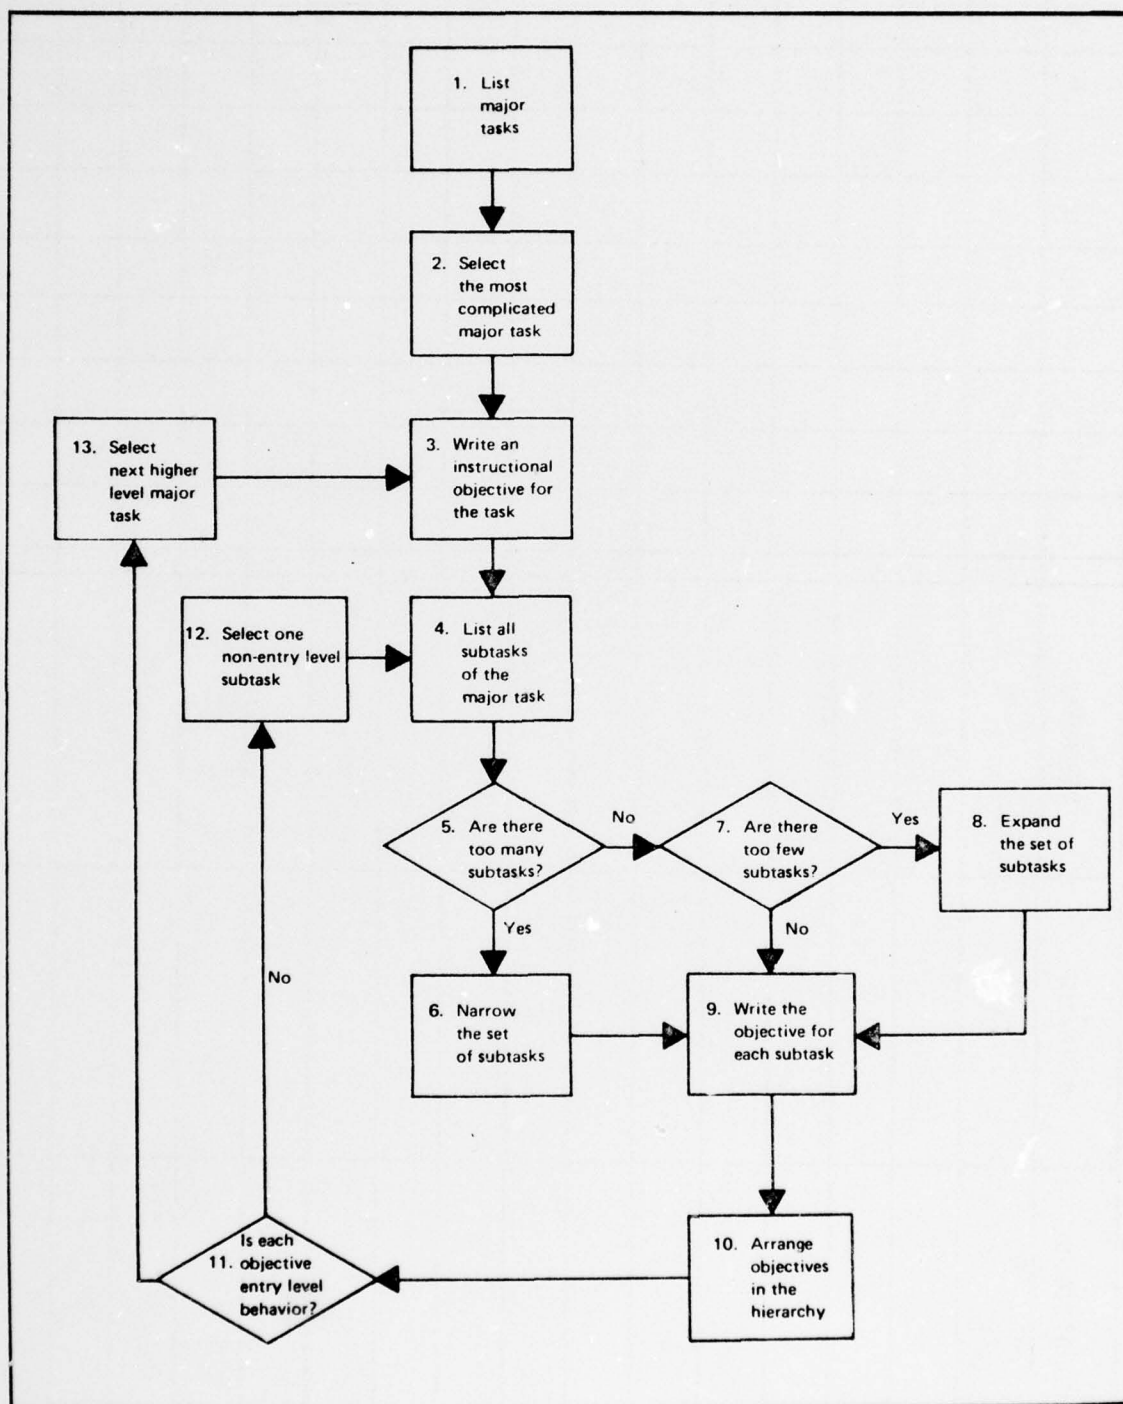 1. List
major
tasks
2. Select
the most
complicated
major task
13. Select
next higher
level major
task
3. Write an
instructional
objective for
the task
12. Select one
non-entry level
subtask
4. List all
subtasks
of the
major task
5. Are there
too many
subtasks?
No
7. Are there
too few
subtasks?
Yes
8. Expand
the set of
subtasks
Yes
No
No
6. Narrow
the set
of subtasks
9. Write the
objective for
each subtask
Is each
11. objective
entry level
behavior?
10. Arrange
objectives
in the
hierarchy